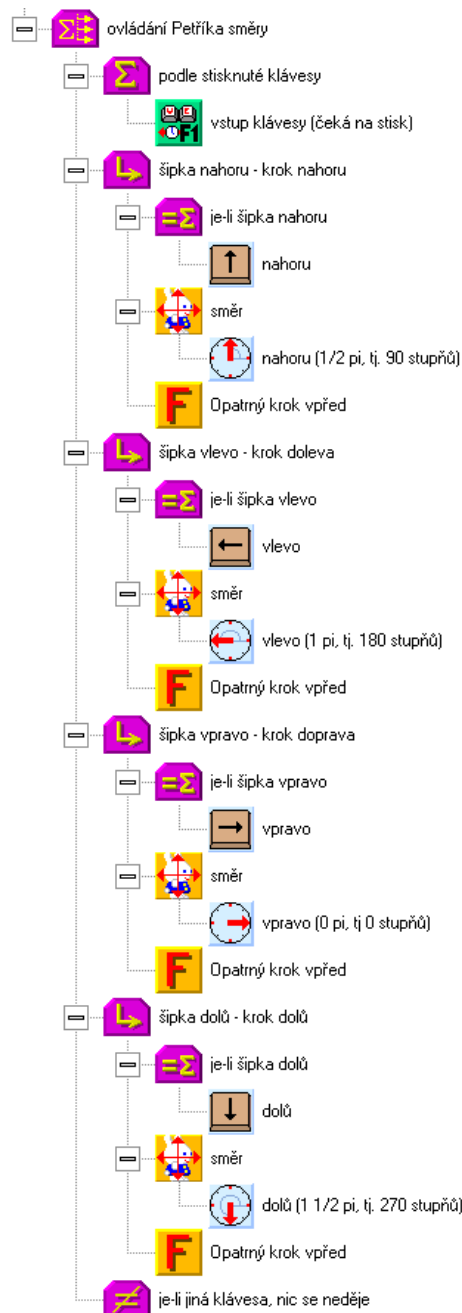 ovládání Petříka směry
podle stisknuté klávesy
vstup klávesy (čeká na stisk)
šipka nahoru - krok nahoru
je-li šipka nahoru
nahoru
směr
nahoru (1/2 pi, tj. 90 stupňů)
Opatrný krok vpřed
šipka vlevo - krok doleva
je-li šipka vlevo
vlevo
směr
vlevo (1 pi, tj. 180 stupňů)
Opatrný krok vpřed
šipka vpravo - krok doprava
je-li šipka vpravo
vpravo
směr
vpravo (0 pi, tj 0 stupňů)
Opatrný krok vpřed
šipka dolů - krok dolů
je-li šipka dolů
dolů
směr
dolů (1 1/2 pi, tj. 270 stupňů)
Opatrný krok vpřed
je-li jiná klávesa, nic se neděje